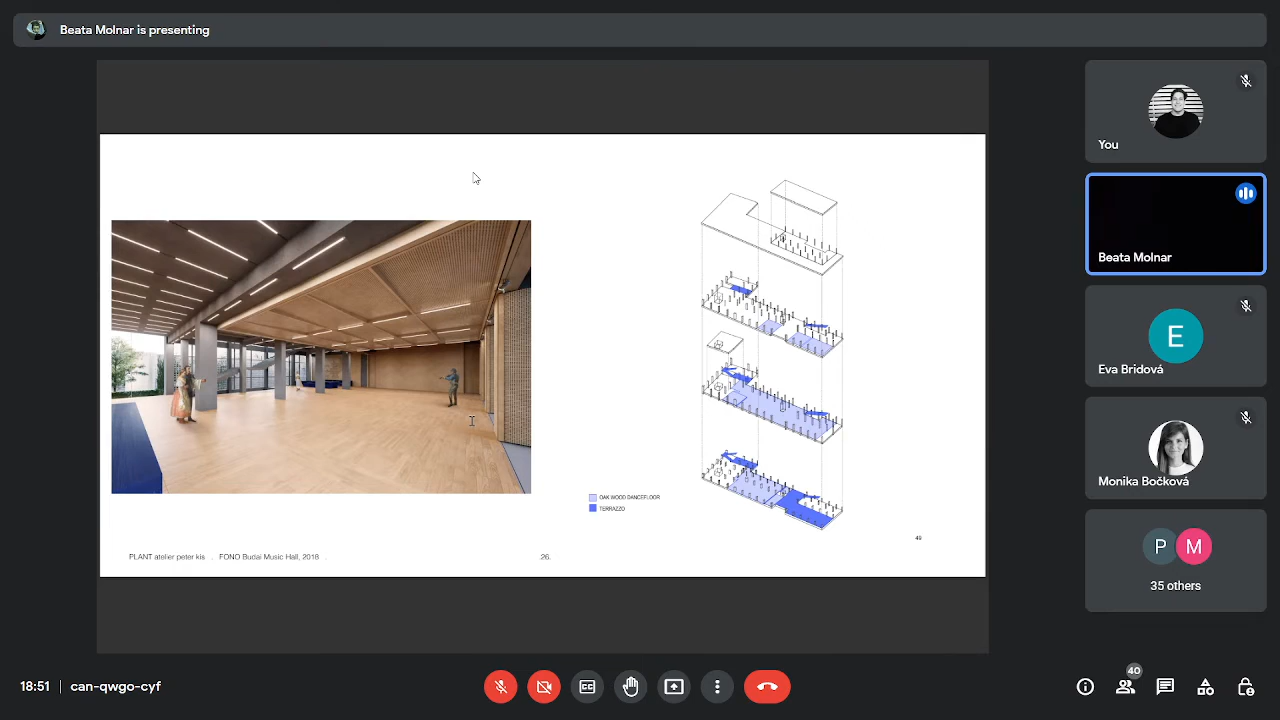 Beata Molnar is presenting
You
Beata Molnar
E
Eva Bridová
Monika Bočková
P M
35 others
OAK WOOD DANCEFLOOR
TERRAZZO
49
PLANT atelier peter kis . FONO Budai Music Hall, 2016 .
.26.
18:51 | can-qwgo-cyf
CC
40